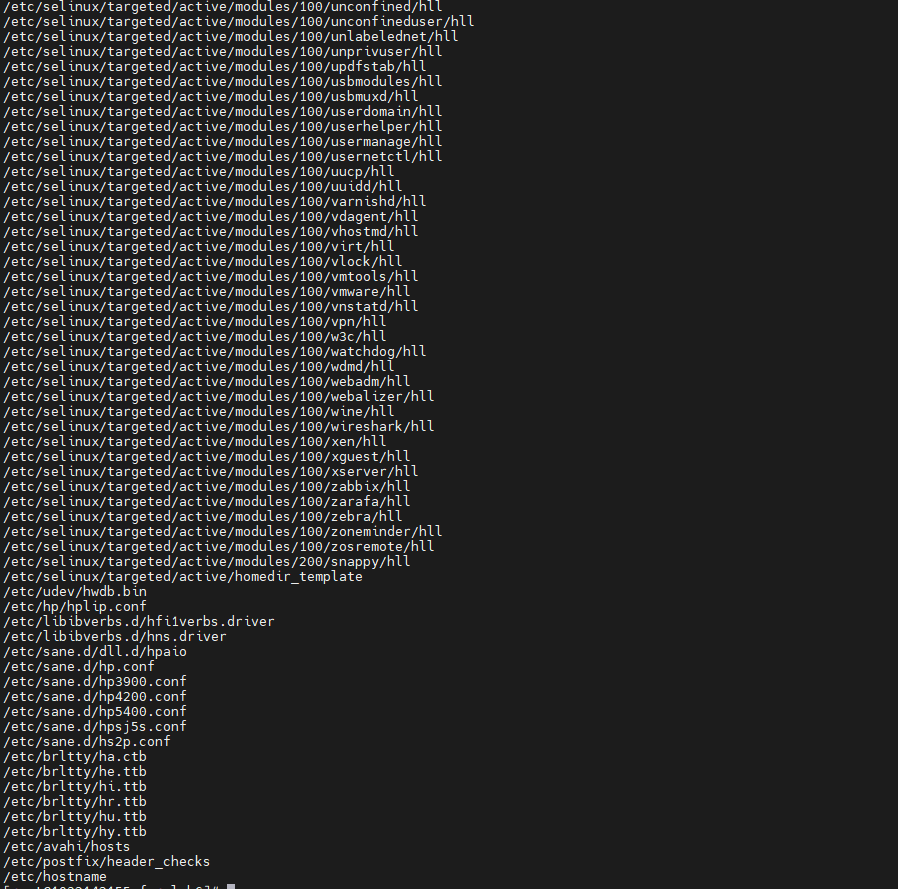 /etc/selinux/targeted/active/modules/100/unconfined/hll
/etc/selinux/targeted/active/modules/100/unconfineduser/hll
/etc/selinux/targeted/active/modules/100/unlabelednet/hll
/etc/selinux/targeted/active/modules/100/unprivuser/hll
/etc/selinux/targeted/active/modules/100/updfstab/hll
/etc/selinux/targeted/active/modules/100/usbmodules/hll
/etc/selinux/targeted/active/modules/100/usbmuxd/hll
/etc/selinux/targeted/active/modules/100/userdomain/hll
/etc/selinux/targeted/active/modules/100/userhelper/hll
/etc/selinux/targeted/active/modules/100/usermanage/hll
/etc/selinux/targeted/active/modules/100/usernetctl/hll
/etc/selinux/targeted/active/modules/100/uucp/hll
/etc/selinux/targeted/active/modules/100/uuidd/hll
/etc/selinux/targeted/active/modules/100/varnishd/hll
/etc/selinux/targeted/active/modules/100/vdagent/hll
/etc/selinux/targeted/active/modules/100/vhostmd/hll
/etc/selinux/targeted/active/modules/100/virt/hll
/etc/selinux/targeted/active/modules/100/vlock/hll
/etc/selinux/targeted/active/modules/100/vmtools/hll
/etc/selinux/targeted/active/modules/100/vmware/hll
/etc/selinux/targeted/active/modules/100/vnstatd/hll
/etc/selinux/targeted/active/modules/100/vpn/hll
/etc/selinux/targeted/active/modules/100/w3c/hll
/etc/selinux/targeted/active/modules/100/watchdog/hll
/etc/selinux/targeted/active/modules/100/wdmd/hll
/etc/selinux/targeted/active/modules/100/webadm/hll
/etc/selinux/targeted/active/modules/100/webalizer/hll
/etc/selinux/targeted/active/modules/100/wine/hll
/etc/selinux/targeted/active/modules/100/wireshark/hll
/etc/selinux/targeted/active/modules/100/xen/hll
/etc/selinux/targeted/active/modules/100/xguest/hll
/etc/selinux/targeted/active/modules/100/xserver/hll
/etc/selinux/targeted/active/modules/100/zabbix/hll
/etc/selinux/targeted/active/modules/100/zarafa/hll
/etc/selinux/targeted/active/modules/100/zebra/hll
/etc/selinux/targeted/active/modules/100/zoneminder/hll
/etc/selinux/targeted/active/modules/100/zosremote/hll
/etc/selinux/targeted/active/modules/200/snappy/hll
/etc/selinux/targeted/active/homedir_template
/etc/udev/hwdb.bin
/etc/hp/hplip.conf
/etc/libibverbs.d/hfi1verbs.driver
/etc/libibverbs.d/hns.driver
/etc/sane.d/dll.d/hpaio
/etc/sane.d/hp.conf
/etc/sane.d/hp3900.conf
/etc/sane.d/hp4200.conf
/etc/sane.d/hp5400.conf
/etc/sane.d/hpsj5s.conf
/etc/sane.d/hs2p.conf
/etc/brltty/ha.ctb
/etc/brltty/he.ttb
/etc/brltty/hi.ttb
/etc/brltty/hr.ttb
/etc/brltty/hu.ttb
/etc/brltty/hy.ttb
/etc/avahi/hosts
/etc/postfix/header_checks
/etc/hostname